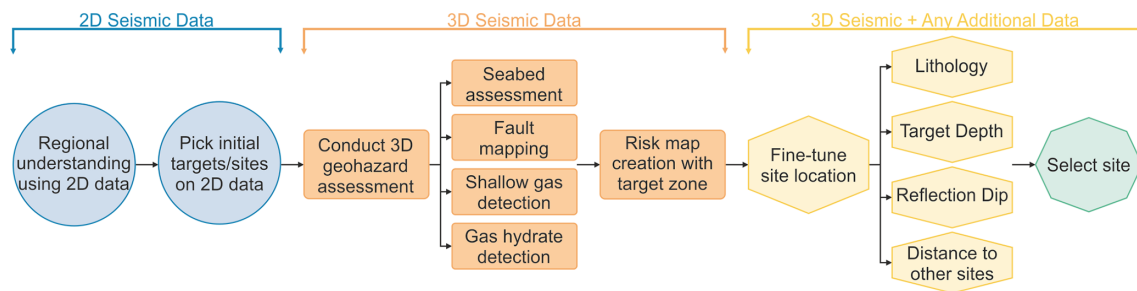 2D Seismic Data
3D Seismic Data
3D Seismic + Any Additional Data
Regional
understanding
using 2D data
Pick initial
targets/sites
on 2D data
Conduct 3D
geohazard
assessment
Seabed
assessment
Fault
mapping
Shallow gas
detection
Gas hydrate
detection
Risk map
creation with
target zone
Fine-tune
site location
Lithology
Target Depth
Reflection Dip
Distance to
other sites
Select site